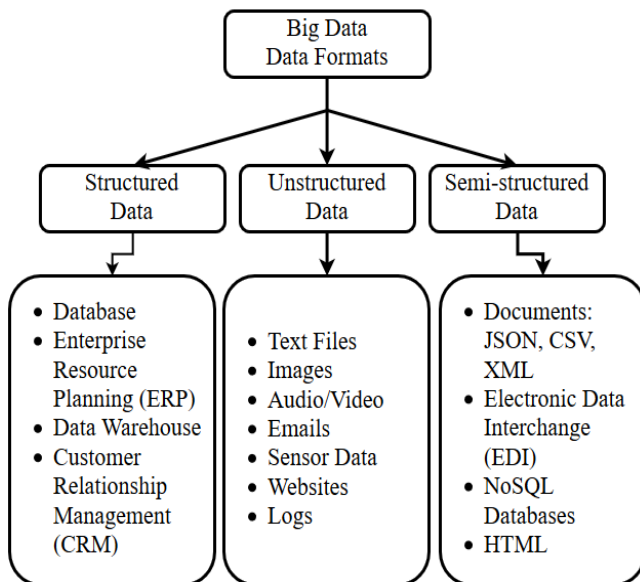 Big Data
Data Formats
Structured
Data
Unstructured
Data
Semi-structured
Data
• Database
• Enterprise
Resource
Planning (ERP)
• Data Warehouse
• Customer
Relationship
Management
(CRM)
• Text Files
• Images
• Audio/Video
• Emails
• Sensor Data
• Websites
• Logs
• Documents:
JSON, CSV,
XML
• Electronic Data
Interchange
(EDI)
• NoSQL
Databases
• HTML